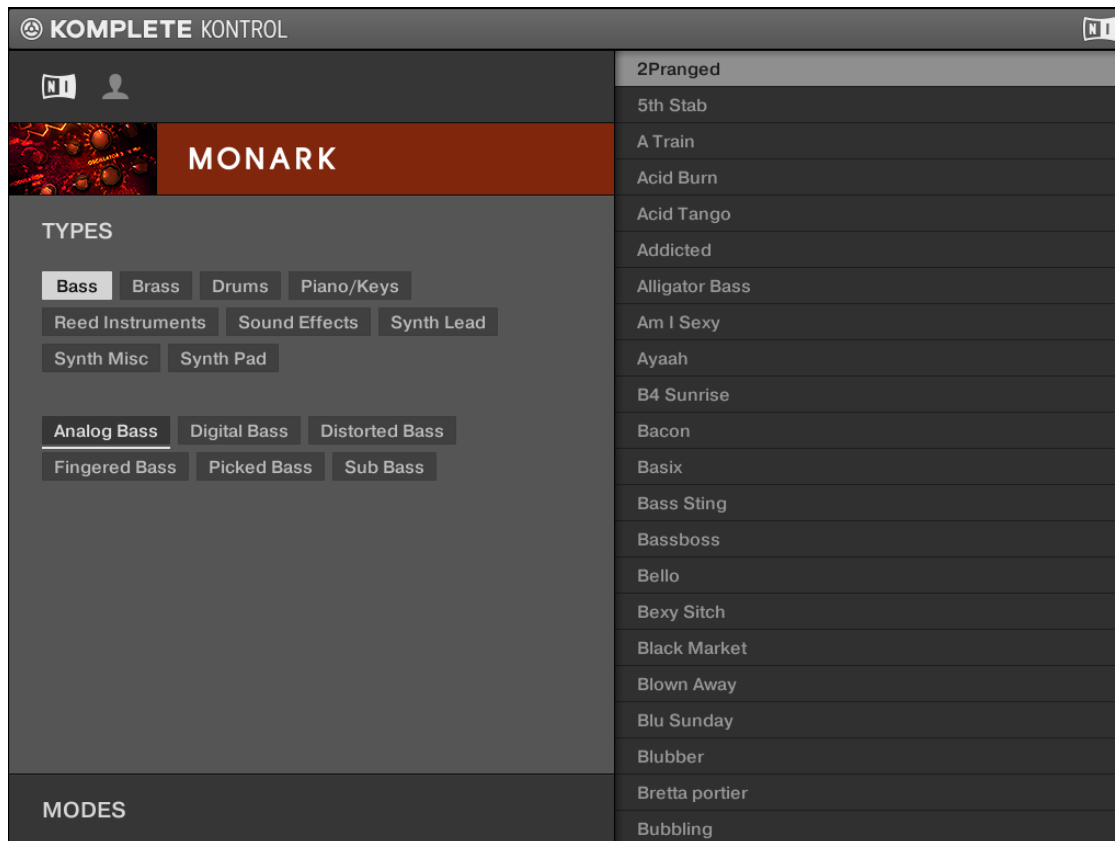 KOMPLETE KONTROL
NI
NI
MONARK
TYPES
Bass Brass Drums Piano/Keys
Reed Instruments Sound Effects Synth Lead
Synth Misc Synth Pad
Analog Bass Digital Bass Distorted Bass
Fingered Bass Picked Bass Sub Bass
MODES
2Pranged
5th Stab
A Train
Acid Burn
Acid Tango
Addicted
Alligator Bass
Am I Sexy
Ayaah
B4 Sunrise
Bacon
Basix
Bass Sting
Bassboss
Bello
Bexy Sitch
Black Market
Blown Away
Blu Sunday
Blubber
Bretta portier
Bubbling